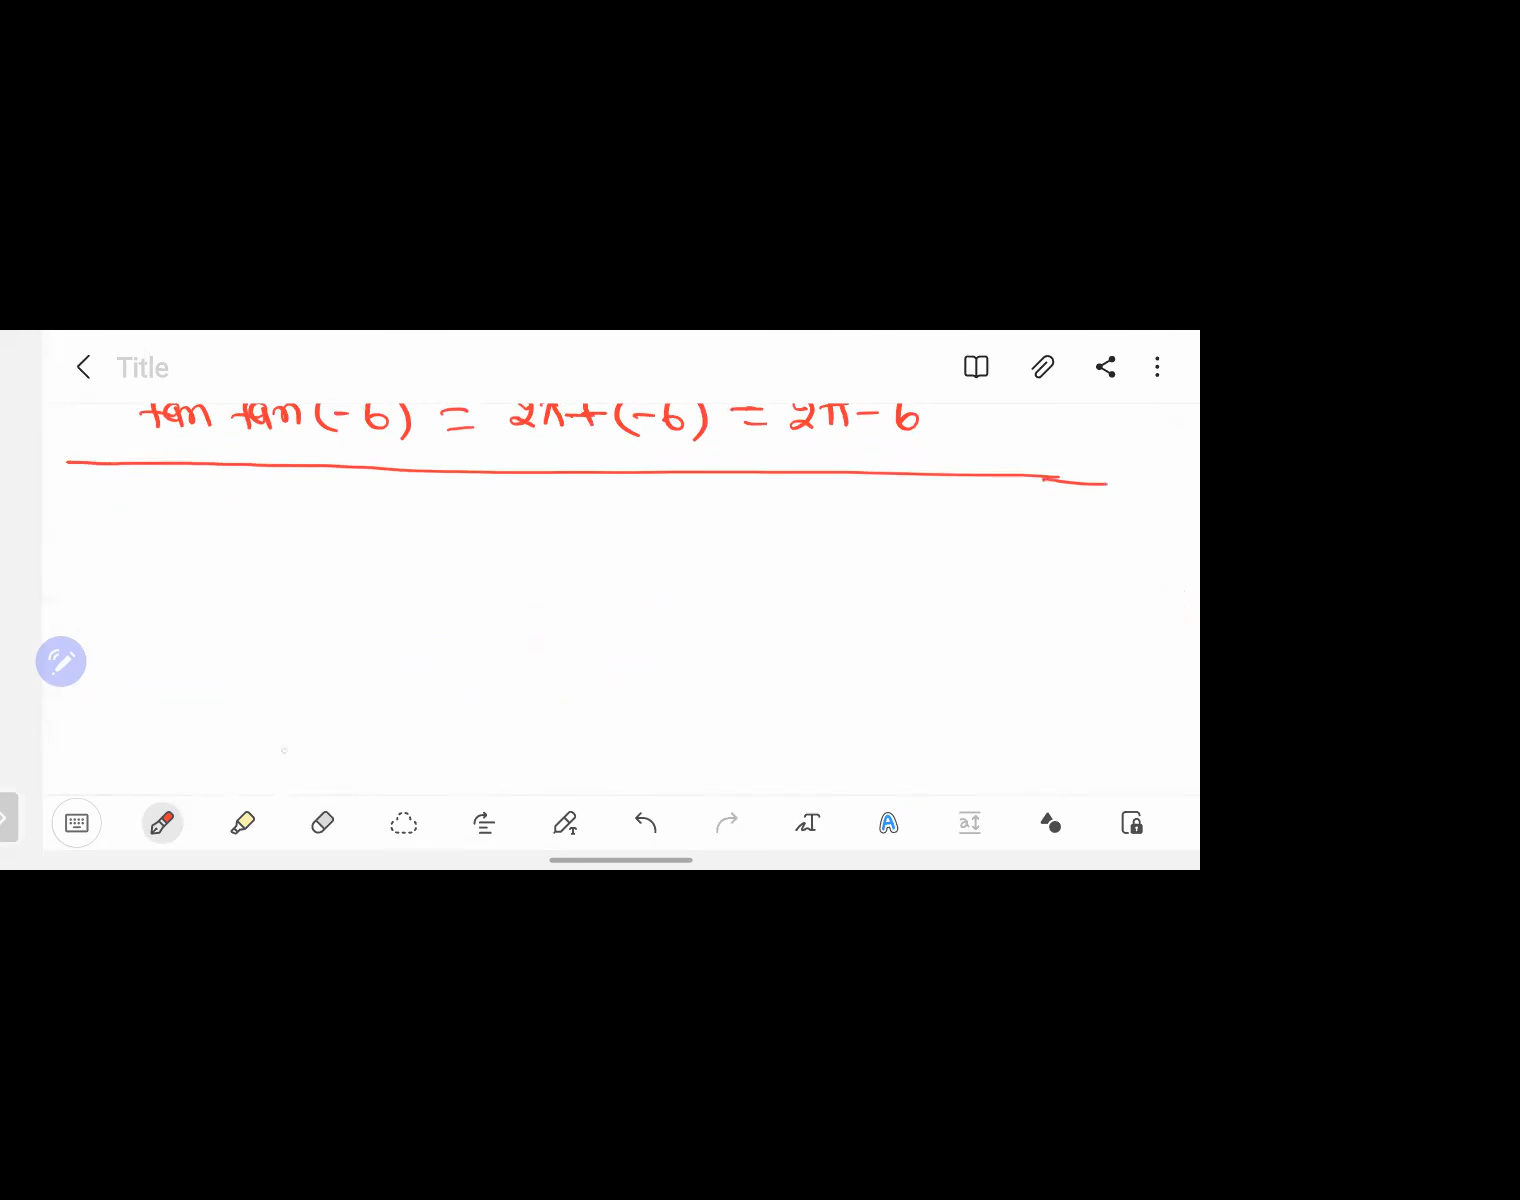 Title
tan tan(-6) = 2π+(-6) = 2π-6